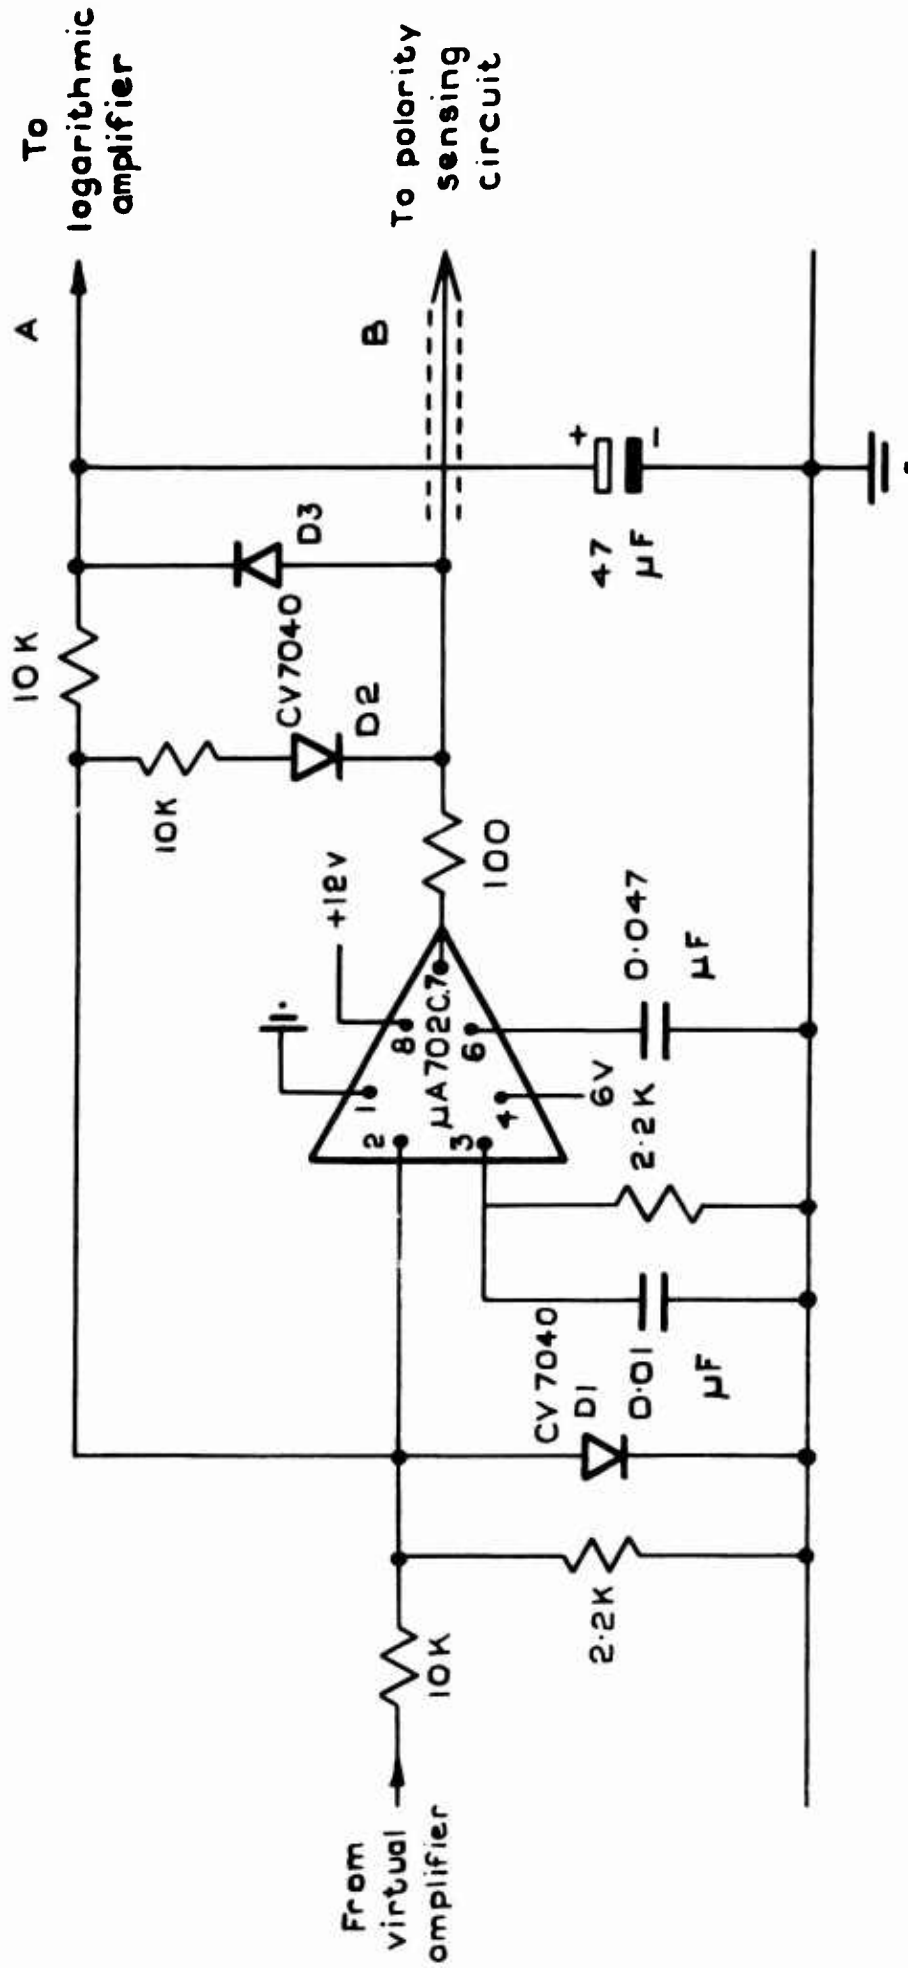 To
logarithmic
amplifier
A
To polarity
sensing
circuit
B
10K
D3
CV7040
D2
10K
+
-
47
µF
100
+12V
8
1
2
µA702C
7
6
3
4
6V
0·047
µF
2·2K
CV 7040
D1
0·01
µF
2·2K
10K
From
virtual
amplifier